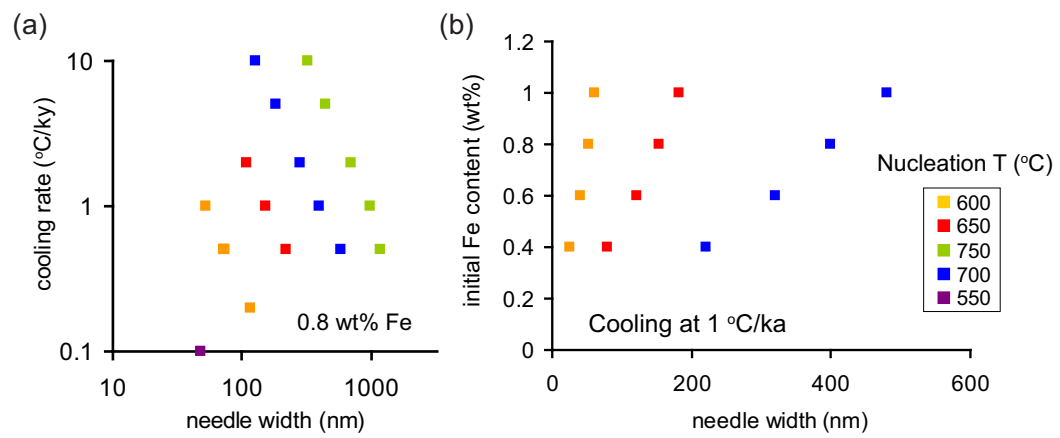 (a)
cooling rate (°C/ky)
10
1
0.1
10
100
1000
needle width (nm)
0.8 wt% Fe
(b)
initial Fe content (wt%)
1.2
1
0.8
0.6
0.4
0.2
0
0
200
400
600
needle width (nm)
Cooling at 1 °C/ka
Nucleation T (°C)
600
650
750
700
550